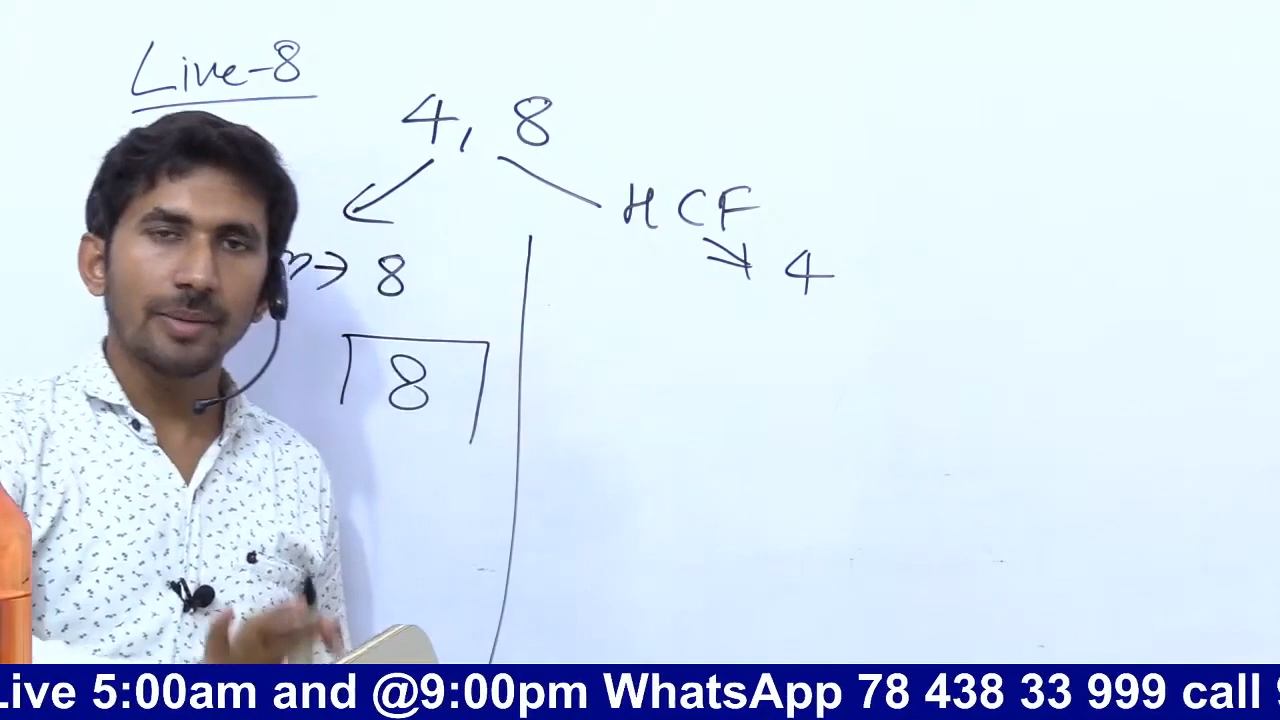 Live-8
4, 8
HCF
→ 8
→ 4
8
Live 5:00am and @9:00pm WhatsApp 78 438 33 999 call